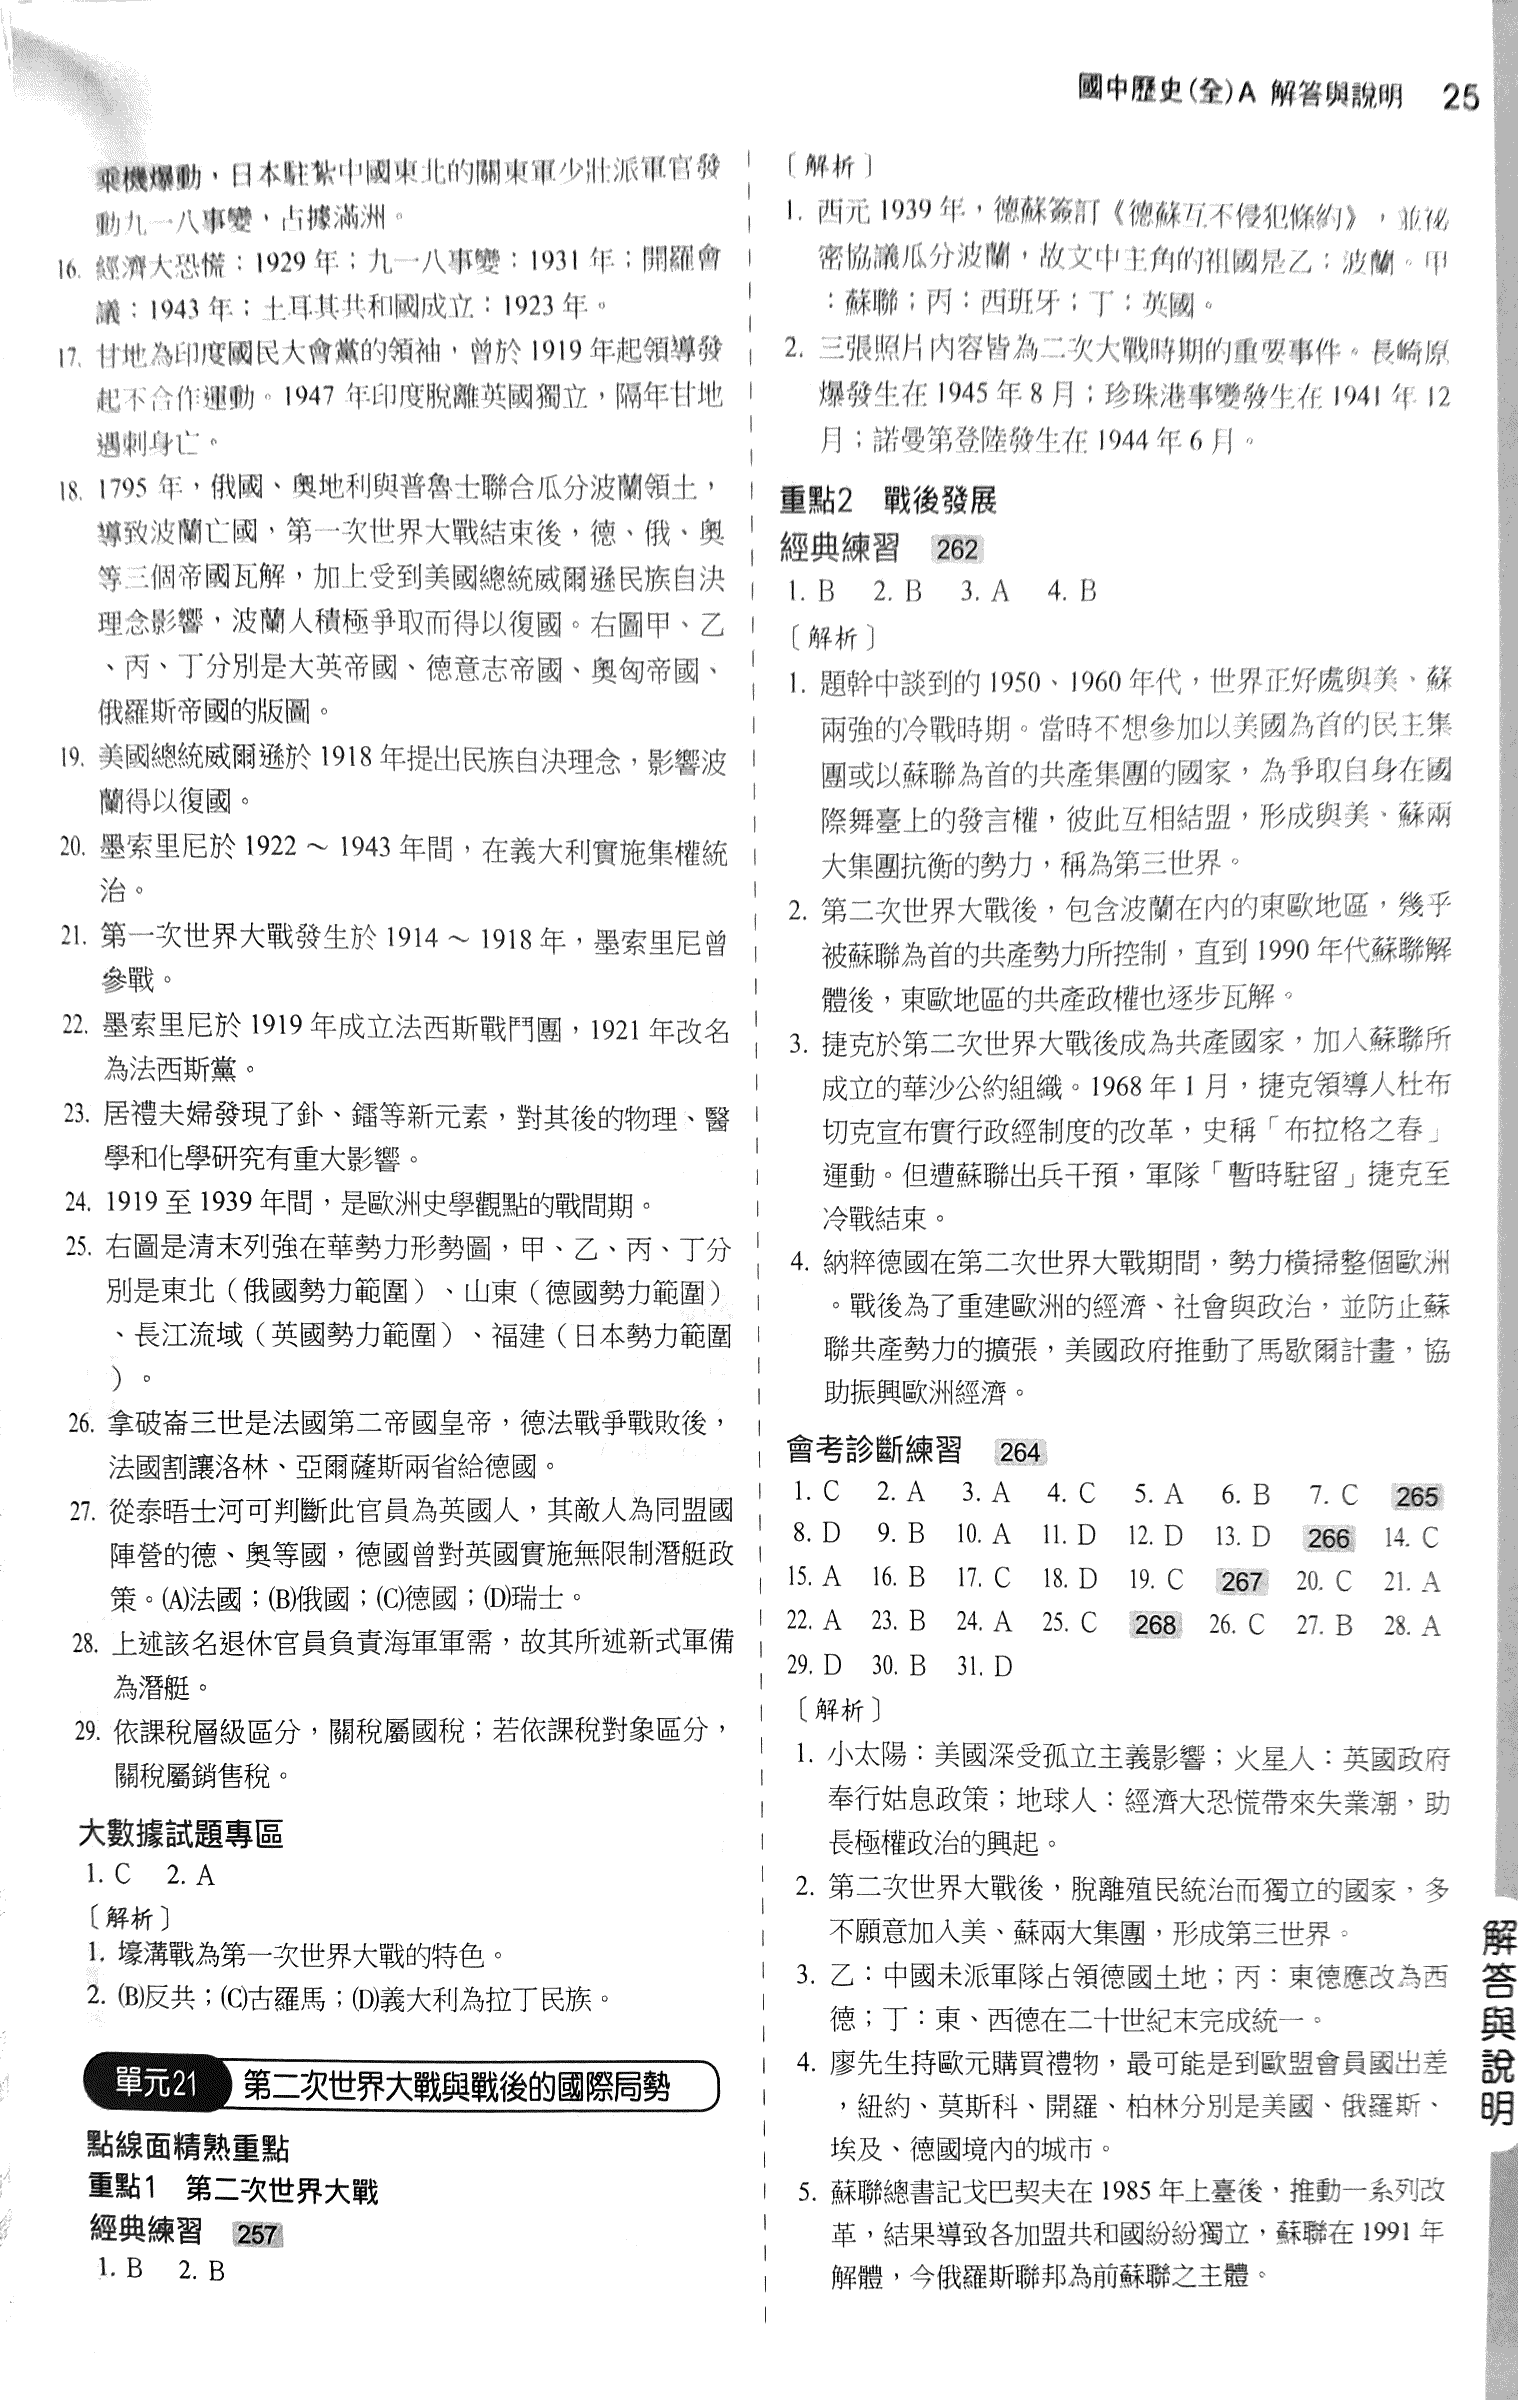 國中歷史(全)A 解答與說明 25
乘機爆動，日本駐紮中國東北的關東軍少壯派軍官發
動九一八事變，占據滿洲。
16. 經濟大恐慌：1929 年；九一八事變：1931 年；開羅會
議：1943 年；土耳其共和國成立：1923 年。
17. 甘地為印度國民大會黨的領袖，曾於 1919 年起領導發
起不合作運動。1947 年印度脫離英國獨立，隔年甘地
遇刺身亡。
18. 1795 年，俄國、奧地利與普魯士聯合瓜分波蘭領土，
導致波蘭亡國，第一次世界大戰結束後，德、俄、奧
等三個帝國瓦解，加上受到美國總統威爾遜民族自決
理念影響，波蘭人積極爭取而得以復國。右圖甲、乙
、丙、丁分別是大英帝國、德意志帝國、奧匈帝國、
俄羅斯帝國的版圖。
19. 美國總統威爾遜於 1918 年提出民族自決理念，影響波
蘭得以復國。
20. 墨索里尼於 1922～1943 年間，在義大利實施集權統
治。
21. 第一次世界大戰發生於 1914～1918 年，墨索里尼曾
參戰。
22. 墨索里尼於 1919 年成立法西斯戰鬥團，1921 年改名
為法西斯黨。
23. 居禮夫婦發現了釙、鐳等新元素，對其後的物理、醫
學和化學研究有重大影響。
24. 1919 至 1939 年間，是歐洲史學觀點的戰間期。
25. 右圖是清末列強在華勢力形勢圖，甲、乙、丙、丁分
別是東北（俄國勢力範圍）、山東（德國勢力範圍）
、長江流域（英國勢力範圍）、福建（日本勢力範圍
）。
26. 拿破崙三世是法國第二帝國皇帝，德法戰爭戰敗後，
法國割讓洛林、亞爾薩斯兩省給德國。
27. 從泰晤士河可判斷此官員為英國人，其敵人為同盟國
陣營的德、奧等國，德國曾對英國實施無限制潛艇政
策。(A)法國；(B)俄國；(C)德國；(D)瑞士。
28. 上述該名退休官員負責海軍軍需，故其所述新式軍備
為潛艇。
29. 依課稅層級區分，關稅屬國稅；若依課稅對象區分，
關稅屬銷售稅。
大數據試題專區
1. C 2. A
〔解析〕
1. 壕溝戰為第一次世界大戰的特色。
2. (B)反共；(C)古羅馬；(D)義大利為拉丁民族。
單元21 第二次世界大戰與戰後的國際局勢
點線面精熟重點
重點1 第二次世界大戰
經典練習 257
1. B 2. B
〔解析〕
1. 西元 1939 年，德蘇簽訂《德蘇互不侵犯條約》，並祕
密協議瓜分波蘭，故文中主角的祖國是乙：波蘭。甲
：蘇聯；丙：西班牙；丁：英國。
2. 三張照片內容皆為二次大戰時期的重要事件。長崎原
爆發生在 1945 年 8 月；珍珠港事變發生在 1941 年 12
月；諾曼第登陸發生在 1944 年 6 月。
重點2 戰後發展
經典練習 262
1. B 2. B 3. A 4. B
〔解析〕
1. 題幹中談到的 1950、1960 年代，世界正好處與美、蘇
兩強的冷戰時期。當時不想參加以美國為首的民主集
團或以蘇聯為首的共產集團的國家，為爭取自身在國
際舞臺上的發言權，彼此互相結盟，形成與美、蘇兩
大集團抗衡的勢力，稱為第三世界。
2. 第二次世界大戰後，包含波蘭在內的東歐地區，幾乎
被蘇聯為首的共產勢力所控制，直到 1990 年代蘇聯解
體後，東歐地區的共產政權也逐步瓦解。
3. 捷克於第二次世界大戰後成為共產國家，加入蘇聯所
成立的華沙公約組織。1968 年 1 月，捷克領導人杜布
切克宣布實行政經制度的改革，史稱「布拉格之春」
運動。但遭蘇聯出兵干預，軍隊「暫時駐留」捷克至
冷戰結束。
4. 納粹德國在第二次世界大戰期間，勢力橫掃整個歐洲
。戰後為了重建歐洲的經濟、社會與政治，並防止蘇
聯共產勢力的擴張，美國政府推動了馬歇爾計畫，協
助振興歐洲經濟。
會考診斷練習 264
1. C 2. A 3. A 4. C 5. A 6. B 7. C 265
8. D 9. B 10. A 11. D 12. D 13. D 266 14. C
15. A 16. B 17. C 18. D 19. C 267 20. C 21. A
22. A 23. B 24. A 25. C 268 26. C 27. B 28. A
29. D 30. B 31. D
〔解析〕
1. 小太陽：美國深受孤立主義影響；火星人：英國政府
奉行姑息政策；地球人：經濟大恐慌帶來失業潮，助
長極權政治的興起。
2. 第二次世界大戰後，脫離殖民統治而獨立的國家，多
不願意加入美、蘇兩大集團，形成第三世界。
3. 乙：中國未派軍隊占領德國土地；丙：東德應改為西
德；丁：東、西德在二十世紀末完成統一。
4. 廖先生持歐元購買禮物，最可能是到歐盟會員國出差
，紐約、莫斯科、開羅、柏林分別是美國、俄羅斯、
埃及、德國境內的城市。
5. 蘇聯總書記戈巴契夫在 1985 年上臺後，推動一系列改
革，結果導致各加盟共和國紛紛獨立，蘇聯在 1991 年
解體，今俄羅斯聯邦為前蘇聯之主體。
解答與說明